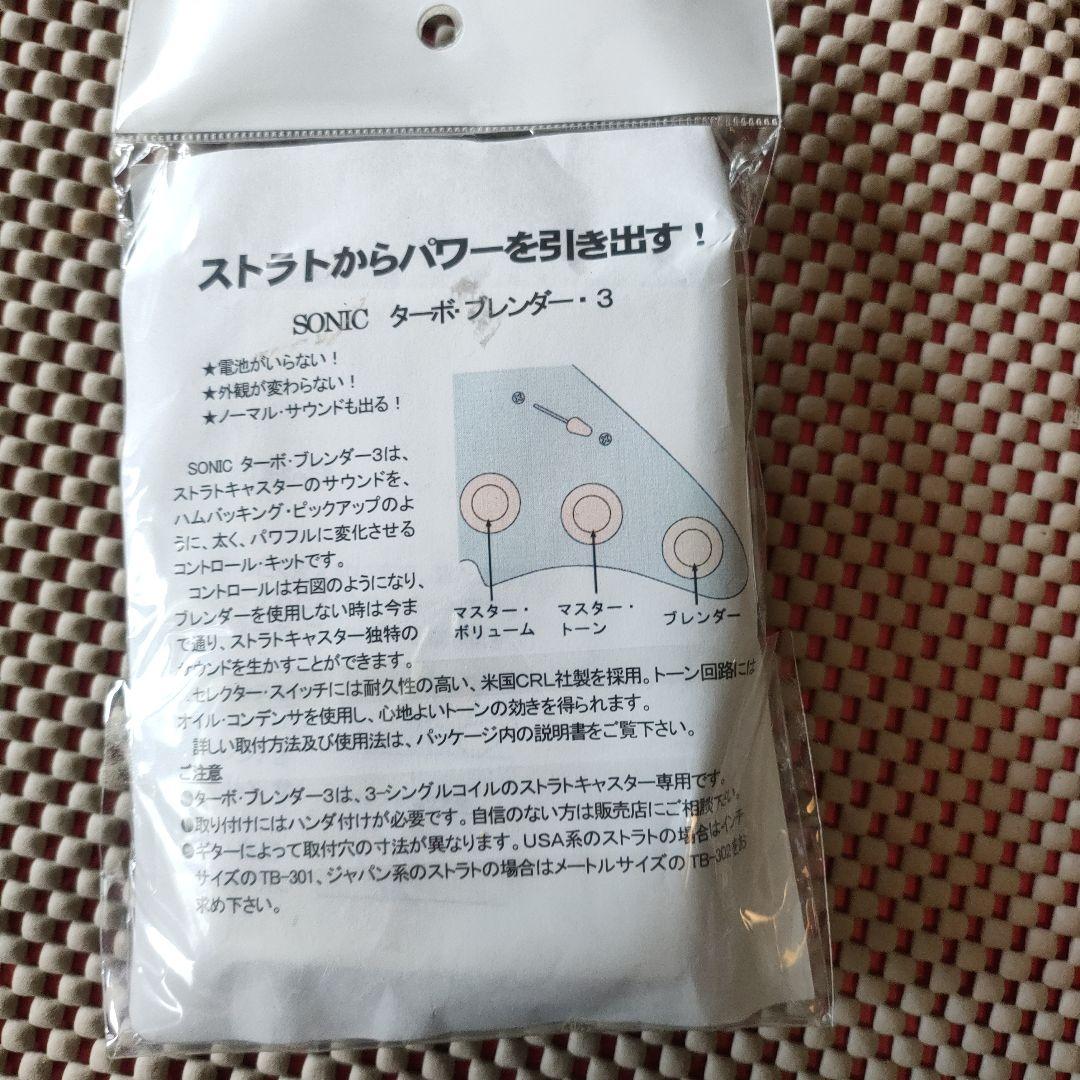 ストラトからパワーを引き出す！
SONIC ターボ・ブレンダー・3
★電池がいらない！
★外観が変わらない！
★ノーマル・サウンドも出る！
SONIC ターボ・ブレンダー3は、
ストラトキャスターのサウンドを、
ハムバッキング・ピックアップのよ
うに、太く、パワフルに変化させる
コントロール・キットです。
コントロールは右図のようになり、
ブレンダーを使用しない時は今ま
で通り、ストラトキャスター独特の
サウンドを生かすことができます。
マスター・
ボリューム
マスター・
トーン
ブレンダー
セレクター・スイッチには耐久性の高い、米国CRL社製を採用。トーン回路には
オイル・コンデンサを使用し、心地よいトーンの効きを得られます。
詳しい取付方法及び使用法は、パッケージ内の説明書をご覧下さい。
ご注意
●ターボ・ブレンダー3は、3-シングルコイルのストラトキャスター専用です。
●取り付けにはハンダ付けが必要です。自信のない方は販売店にご相談下さい。
●ギターによって取付穴の寸法が異なります。USA系のストラトの場合はインチ
サイズのTB-301、ジャパン系のストラトの場合はメートルサイズのTB-302をお
求め下さい。